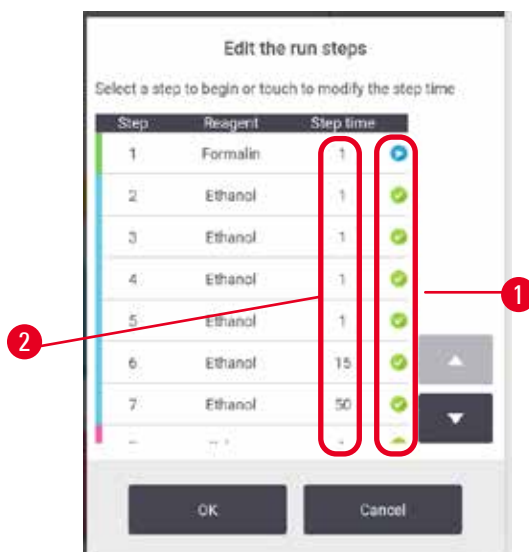 Edit the run steps
Select a step to begin or touch to modify the step time
Step Reagent Step time
1 Formalin 1
2 Ethanol 1
3 Ethanol 1
4 Ethanol 1
5 Ethanol 1
6 Ethanol 15
7 Ethanol 50
OK Cancel
1
2